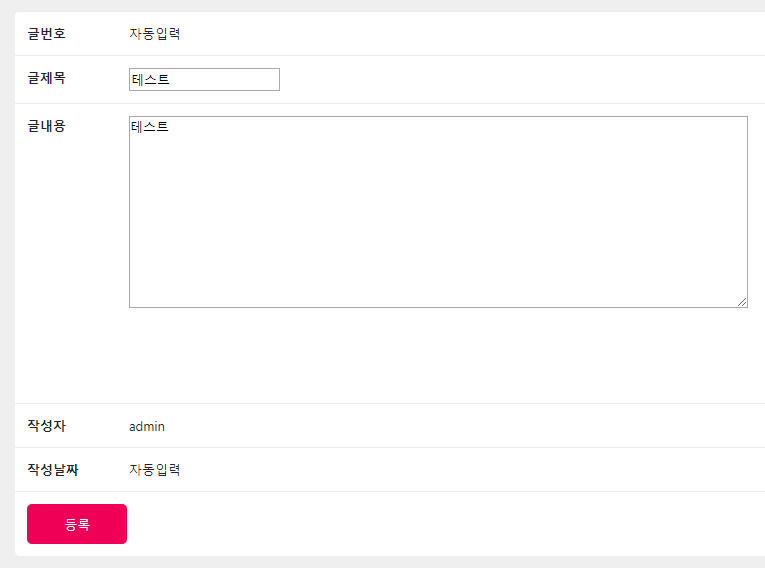 글번호 자동입력
글제목 테스트
글내용 테스트
작성자 admin
작성날짜 자동입력
등록